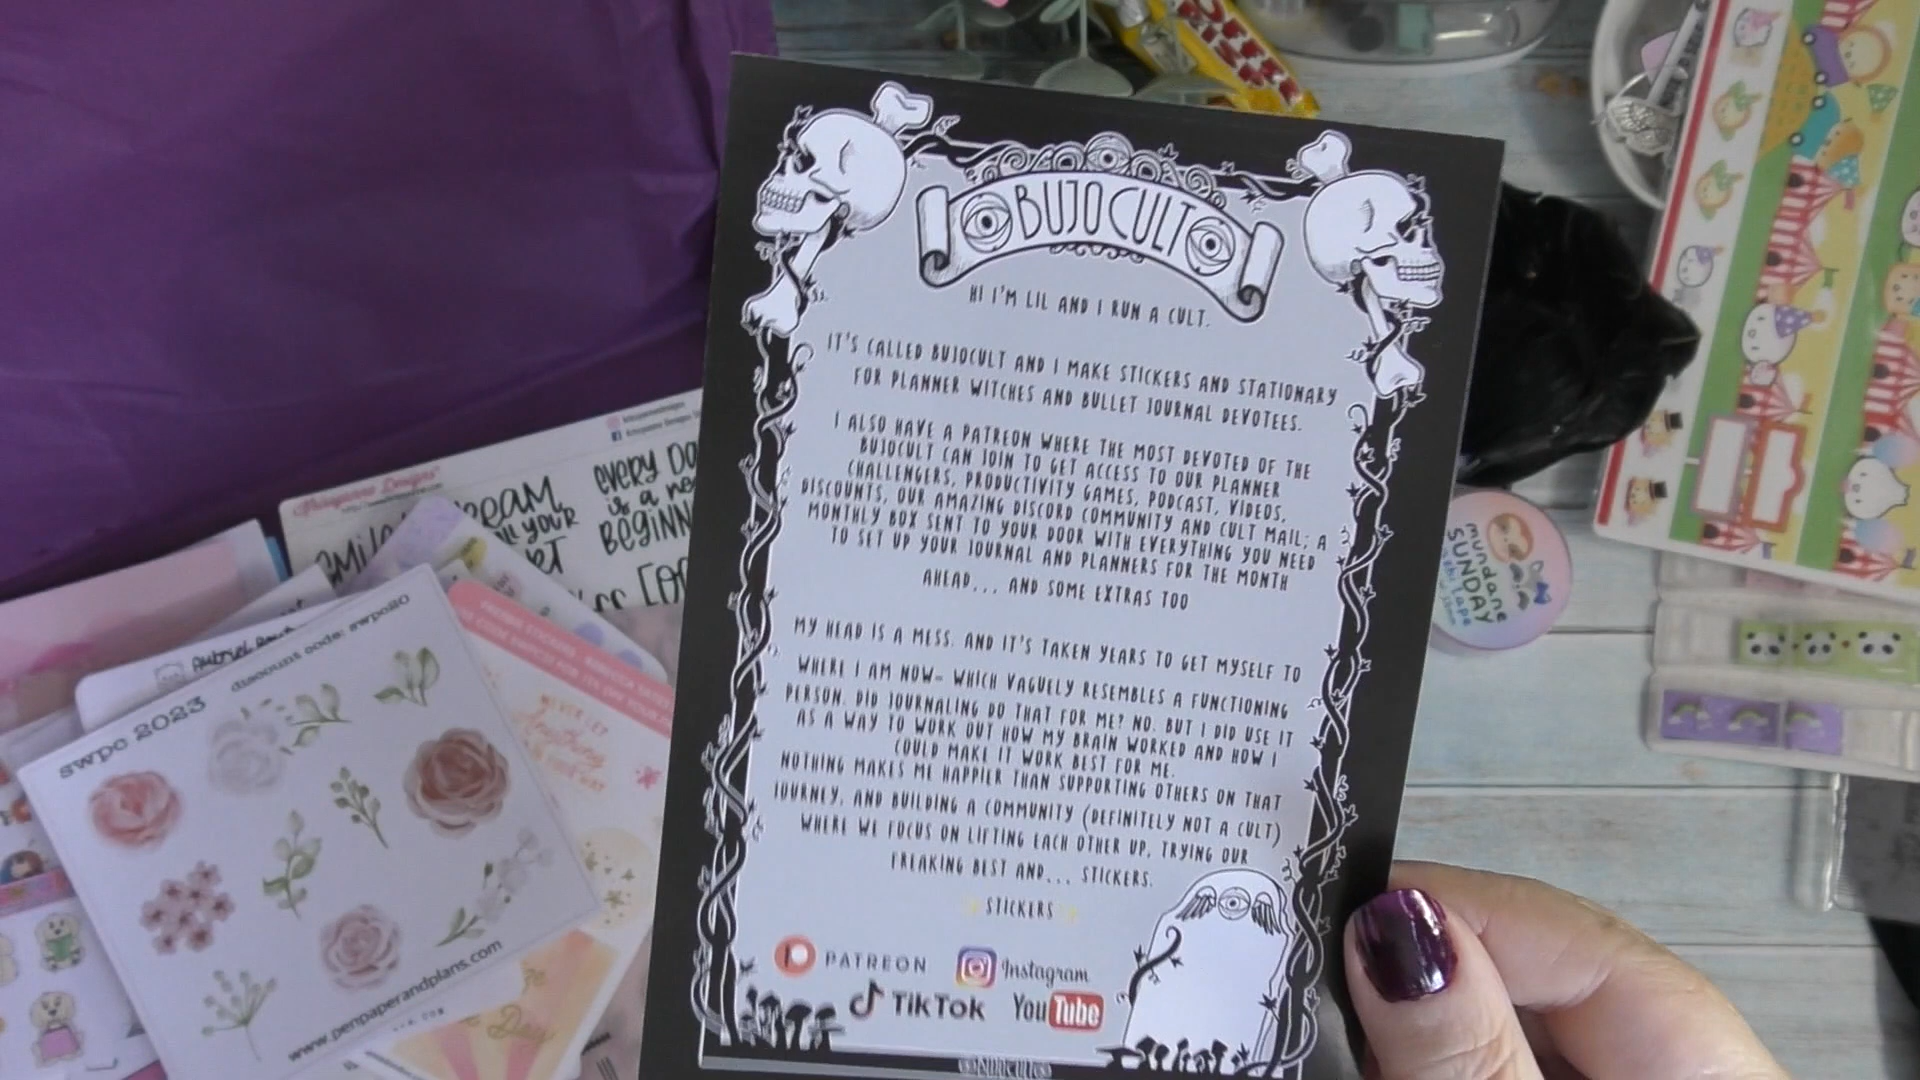 BUJOCULT
HI I'M LIL AND I RUN A CULT.
IT'S CALLED BUJOCULT AND I MAKE STICKERS AND STATIONARY
FOR PLANNER WITCHES AND BULLET JOURNAL DEVOTEES.
I ALSO HAVE A PATREON WHERE THE MOST DEVOTED OF THE
BUJOCULT CAN JOIN TO GET ACCESS TO OUR PLANNER
CHALLENGERS, PRODUCTIVITY GAMES, PODCAST, VIDEOS,
DISCOUNTS, OUR AMAZING DISCORD COMMUNITY AND CULT MAIL; A
MONTHLY BOX SENT TO YOUR DOOR WITH EVERYTHING YOU NEED
TO SET UP YOUR JOURNAL AND PLANNERS FOR THE MONTH
AHEAD... AND SOME EXTRAS TOO
MY HEAD IS A MESS. AND IT'S TAKEN YEARS TO GET MYSELF TO
WHERE I AM NOW- WHICH VAGUELY RESEMBLES A FUNCTIONING
PERSON. DID JOURNALING DO THAT FOR ME? NO. BUT I DID USE IT
AS A WAY TO WORK OUT HOW MY BRAIN WORKED AND HOW I
COULD MAKE IT WORK BEST FOR ME.
NOTHING MAKES ME HAPPIER THAN SUPPORTING OTHERS ON THAT
JOURNEY, AND BUILDING A COMMUNITY (DEFINITELY NOT A CULT)
WHERE WE FOCUS ON LIFTING EACH OTHER UP, TRYING OUR
FREAKING BEST AND... STICKERS.
STICKERS
PATREON Instagram
TikTok YouTube
EVERY
is a
BEGINN
swpc 2023
discount code: swpc20
www.penpaperandplans.com
mundane
SUNDAY